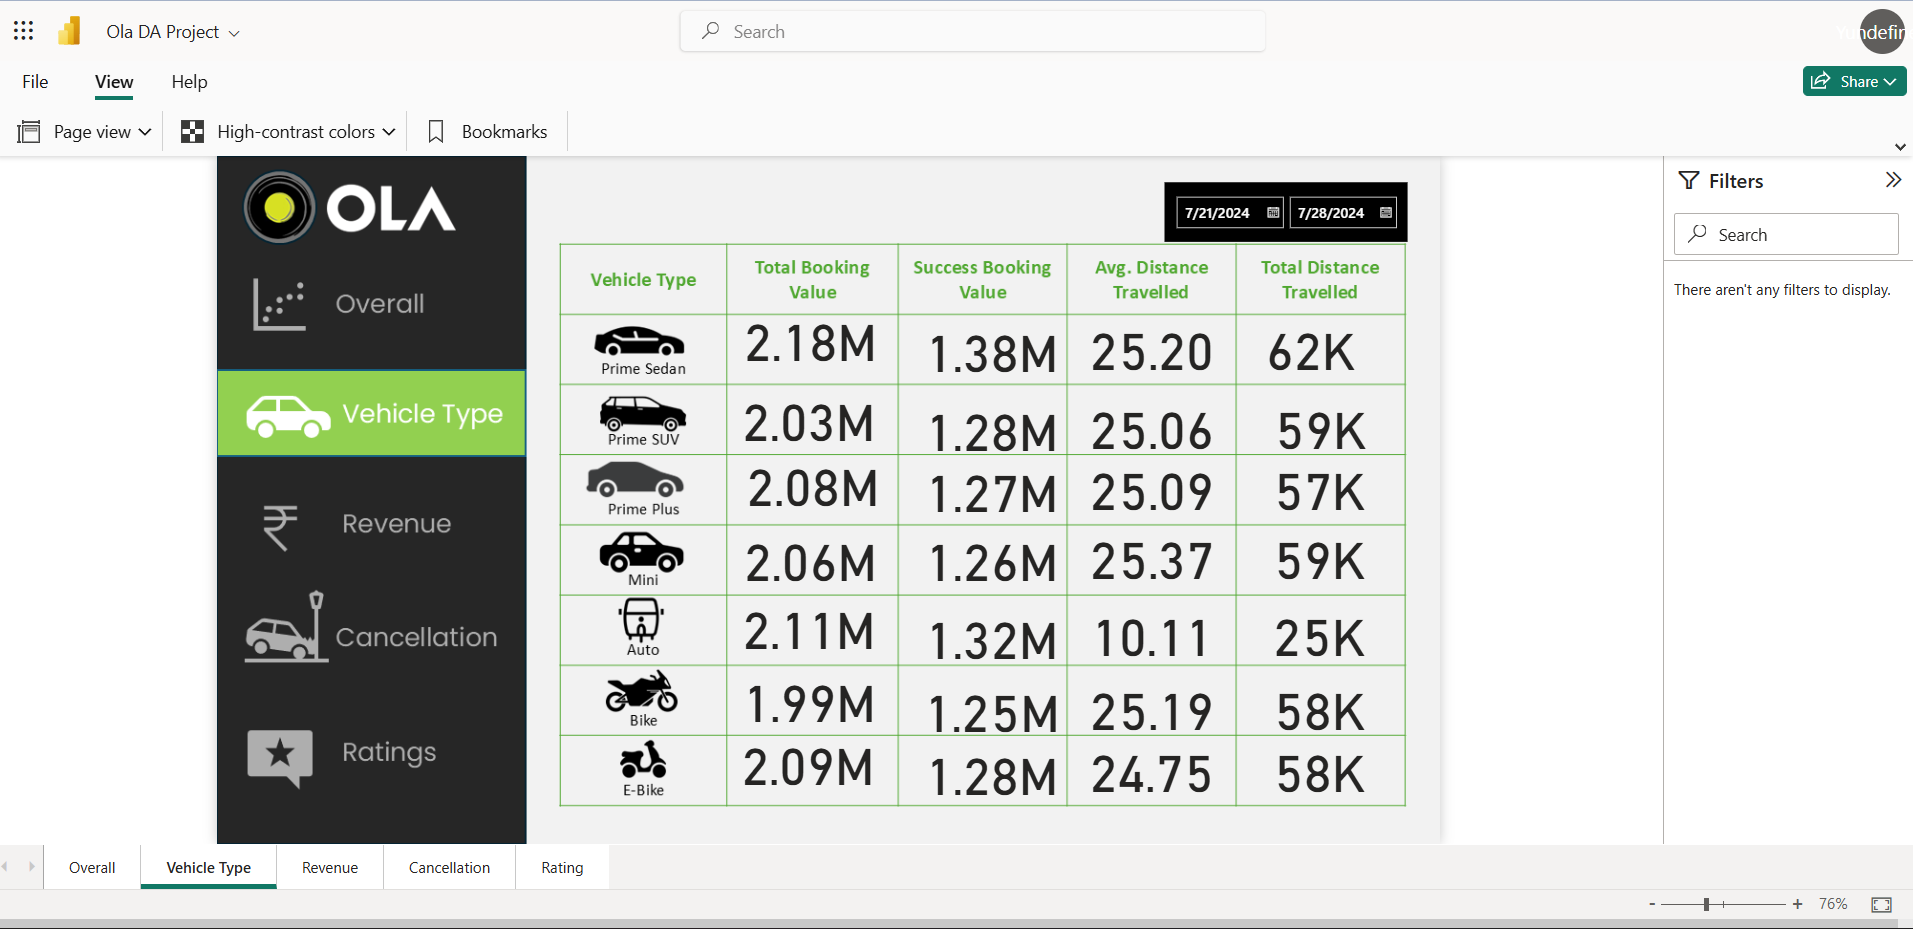 Ola DA Project
Search
File View Help
Share
Page view High-contrast colors Bookmarks
OLA
Overall
Vehicle Type
Revenue
Cancellation
Ratings
7/21/2024 7/28/2024
Vehicle Type Total Booking Value Success Booking Value Avg. Distance Travelled Total Distance Travelled
Prime Sedan 2.18M 1.38M 25.20 62K
Prime SUV 2.03M 1.28M 25.06 59K
Prime Plus 2.08M 1.27M 25.09 57K
Mini 2.06M 1.26M 25.37 59K
Auto 2.11M 1.32M 10.11 25K
Bike 1.99M 1.25M 25.19 58K
E-Bike 2.09M 1.28M 24.75 58K
Filters
Search
There aren't any filters to display.
Overall Vehicle Type Revenue Cancellation Rating
- + 76%